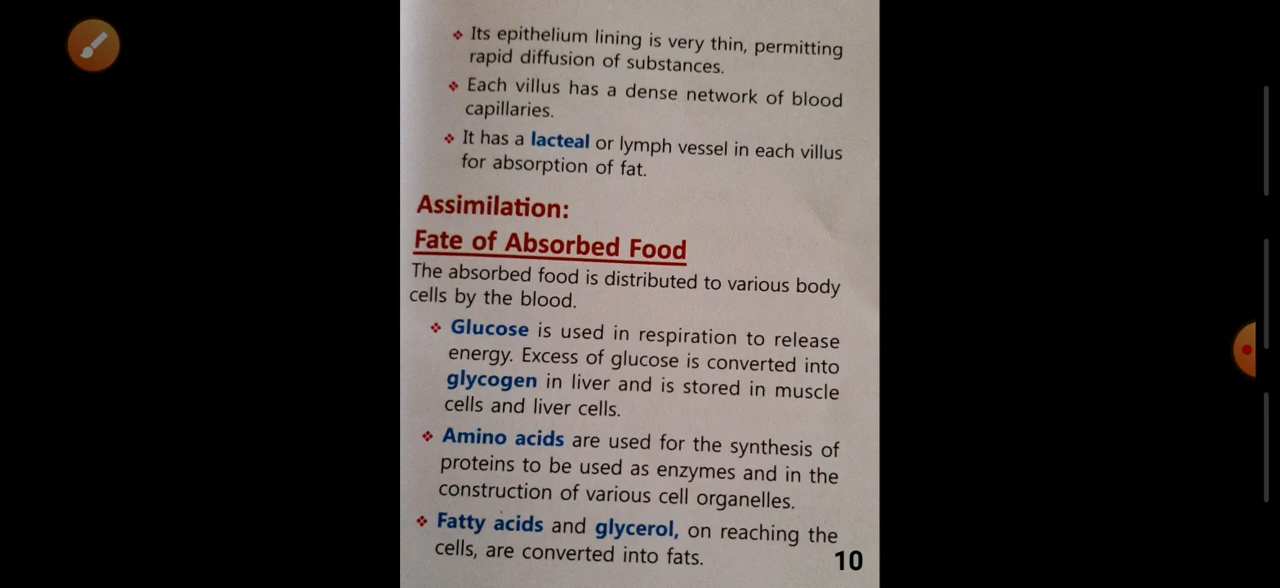 ❖ Its epithelium lining is very thin, permitting
rapid diffusion of substances.
❖ Each villus has a dense network of blood
capillaries.
❖ It has a lacteal or lymph vessel in each villus
for absorption of fat.
Assimilation:
Fate of Absorbed Food
The absorbed food is distributed to various body
cells by the blood.
❖ Glucose is used in respiration to release
energy. Excess of glucose is converted into
glycogen in liver and is stored in muscle
cells and liver cells.
❖ Amino acids are used for the synthesis of
proteins to be used as enzymes and in the
construction of various cell organelles.
❖ Fatty acids and glycerol, on reaching the
cells, are converted into fats.
10